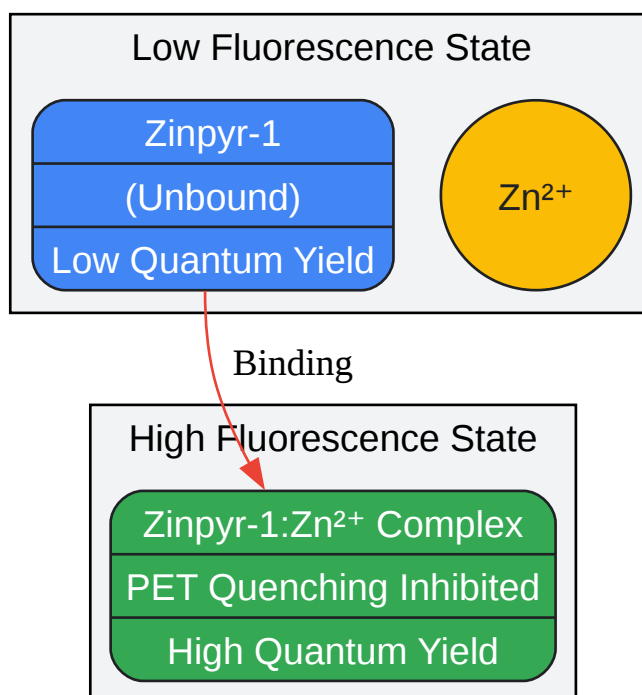 Low Fluorescence State
Zinpyr-1
(Unbound)
Low Quantum Yield
Zn²⁺
Binding
High Fluorescence State
Zinpyr-1:Zn²⁺ Complex
PET Quenching Inhibited
High Quantum Yield